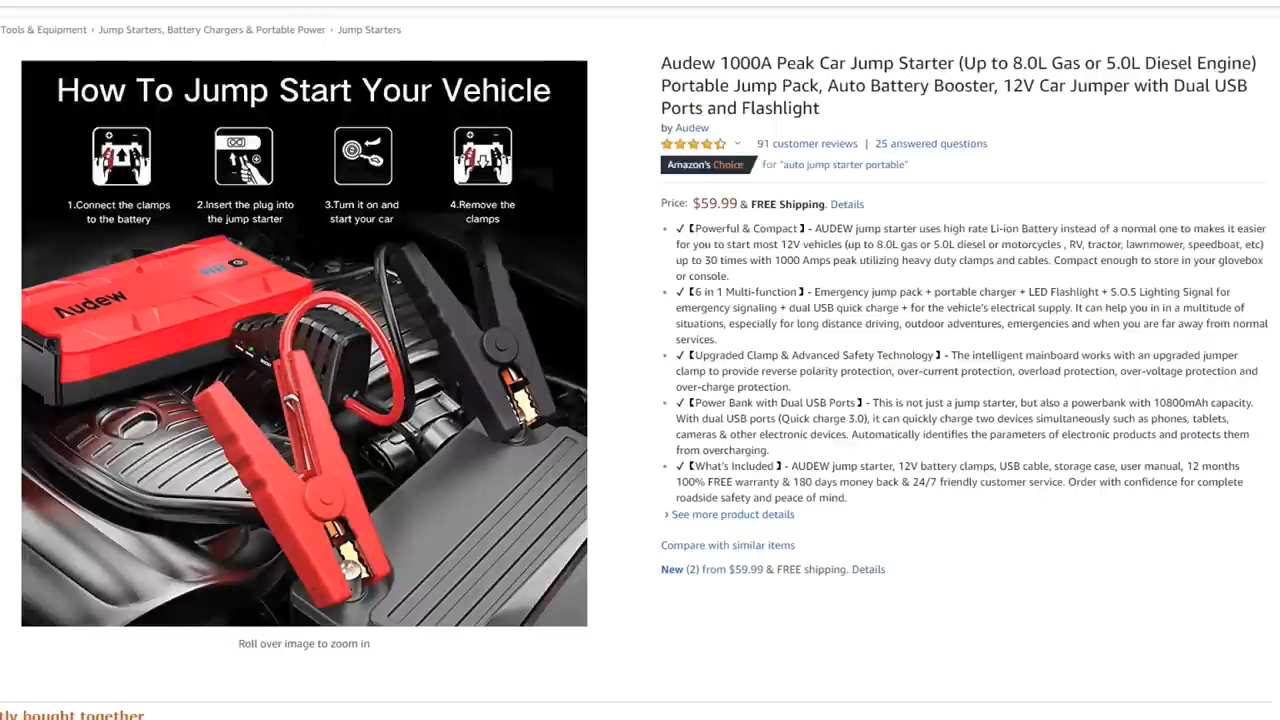 Tools & Equipment › Jump Starters, Battery Chargers & Portable Power › Jump Starters
How To Jump Start Your Vehicle
1.Connect the clamps
to the battery
2.Insert the plug into
the jump starter
3.Turn it on and
start your car
4.Remove the
clamps
Audew
Roll over image to zoom in
Audew 1000A Peak Car Jump Starter (Up to 8.0L Gas or 5.0L Diesel Engine)
Portable Jump Pack, Auto Battery Booster, 12V Car Jumper with Dual USB
Ports and Flashlight
by Audew
91 customer reviews | 25 answered questions
Amazon's Choice for "auto jump starter portable"
Price: $59.99 & FREE Shipping. Details
✓【Powerful & Compact】- AUDEW jump starter uses high rate Li-ion Battery instead of a normal one to makes it easier
for you to start most 12V vehicles (up to 8.0L gas or 5.0L diesel or motorcycles , RV, tractor, lawnmower, speedboat, etc)
up to 30 times with 1000 Amps peak utilizing heavy duty clamps and cables. Compact enough to store in your glovebox
or console.
✓【6 in 1 Multi-function】- Emergency jump pack + portable charger + LED Flashlight + S.O.S Lighting Signal for
emergency signaling + dual USB quick charge + for the vehicle's electrical supply. It can help you in in a multitude of
situations, especially for long distance driving, outdoor adventures, emergencies and when you are far away from normal
services.
✓【Upgraded Clamp & Advanced Safety Technology】- The intelligent mainboard works with an upgraded jumper
clamp to provide reverse polarity protection, over-current protection, overload protection, over-voltage protection and
over-charge protection.
✓【Power Bank with Dual USB Ports】- This is not just a jump starter, but also a powerbank with 10800mAh capacity.
With dual USB ports (Quick charge 3.0), it can quickly charge two devices simultaneously such as phones, tablets,
cameras & other electronic devices. Automatically identifies the parameters of electronic products and protects them
from overcharging.
✓【What's Included】- AUDEW jump starter, 12V battery clamps, USB cable, storage case, user manual, 12 months
100% FREE warranty & 180 days money back & 24/7 friendly customer service. Order with confidence for complete
roadside safety and peace of mind.
› See more product details
Compare with similar items
New (2) from $59.99 & FREE shipping. Details
tly bought together